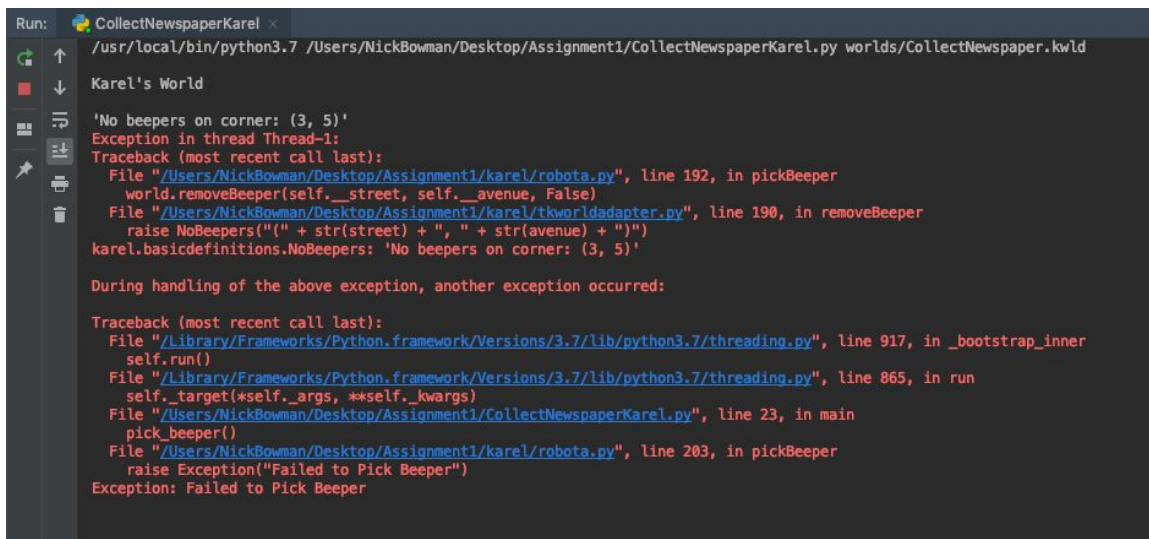 Run: CollectNewspaperKarel
/usr/local/bin/python3.7 /Users/NickBowman/Desktop/Assignment1/CollectNewspaperKarel.py worlds/CollectNewspaper.kwld
Karel's World
'No beepers on corner: (3, 5)'
Exception in thread Thread-1:
Traceback (most recent call last):
File "/Users/NickBowman/Desktop/Assignment1/karel/robota.py", line 192, in pickBeeper
world.removeBeeper(self.__street, self.__avenue, False)
File "/Users/NickBowman/Desktop/Assignment1/karel/tkworldadapter.py", line 190, in removeBeeper
raise NoBeepers("(" + str(street) + ", " + str(avenue) + ")")
karel.basicdefinitions.NoBeepers: 'No beepers on corner: (3, 5)'
During handling of the above exception, another exception occurred:
Traceback (most recent call last):
File "/Library/Frameworks/Python.framework/Versions/3.7/lib/python3.7/threading.py", line 917, in _bootstrap_inner
self.run()
File "/Library/Frameworks/Python.framework/Versions/3.7/lib/python3.7/threading.py", line 865, in run
self._target(*self._args, **self._kwargs)
File "/Users/NickBowman/Desktop/Assignment1/CollectNewspaperKarel.py", line 23, in main
pick_beeper()
File "/Users/NickBowman/Desktop/Assignment1/karel/robota.py", line 203, in pickBeeper
raise Exception("Failed to Pick Beeper")
Exception: Failed to Pick Beeper